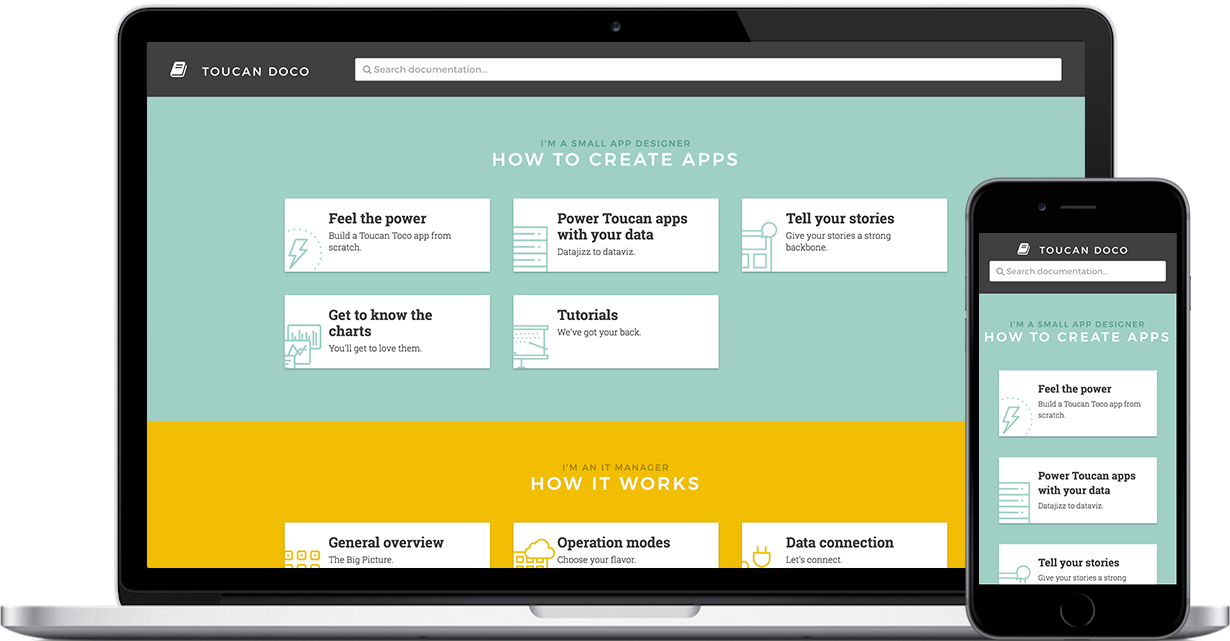 TOUCAN DOCO
Search documentation...
I'M A SMALL APP DESIGNER
HOW TO CREATE APPS
Feel the power
Build a Toucan Toco app from
scratch.
Power Toucan apps
with your data
Datajizz to dataviz.
Tell your stories
Give your stories a strong
backbone.
Get to know the
charts
You'll get to love them.
Tutorials
We've got your back.
I'M AN IT MANAGER
HOW IT WORKS
General overview
The Big Picture.
Operation modes
Choose your flavor.
Data connection
Let's connect.
TOUCAN DOCO
Search documentation...
I'M A SMALL APP DESIGNER
HOW TO CREATE APPS
Feel the power
Build a Toucan Toco app from
scratch.
Power Toucan apps
with your data
Datajizz to dataviz.
Tell your stories
Give your stories a strong